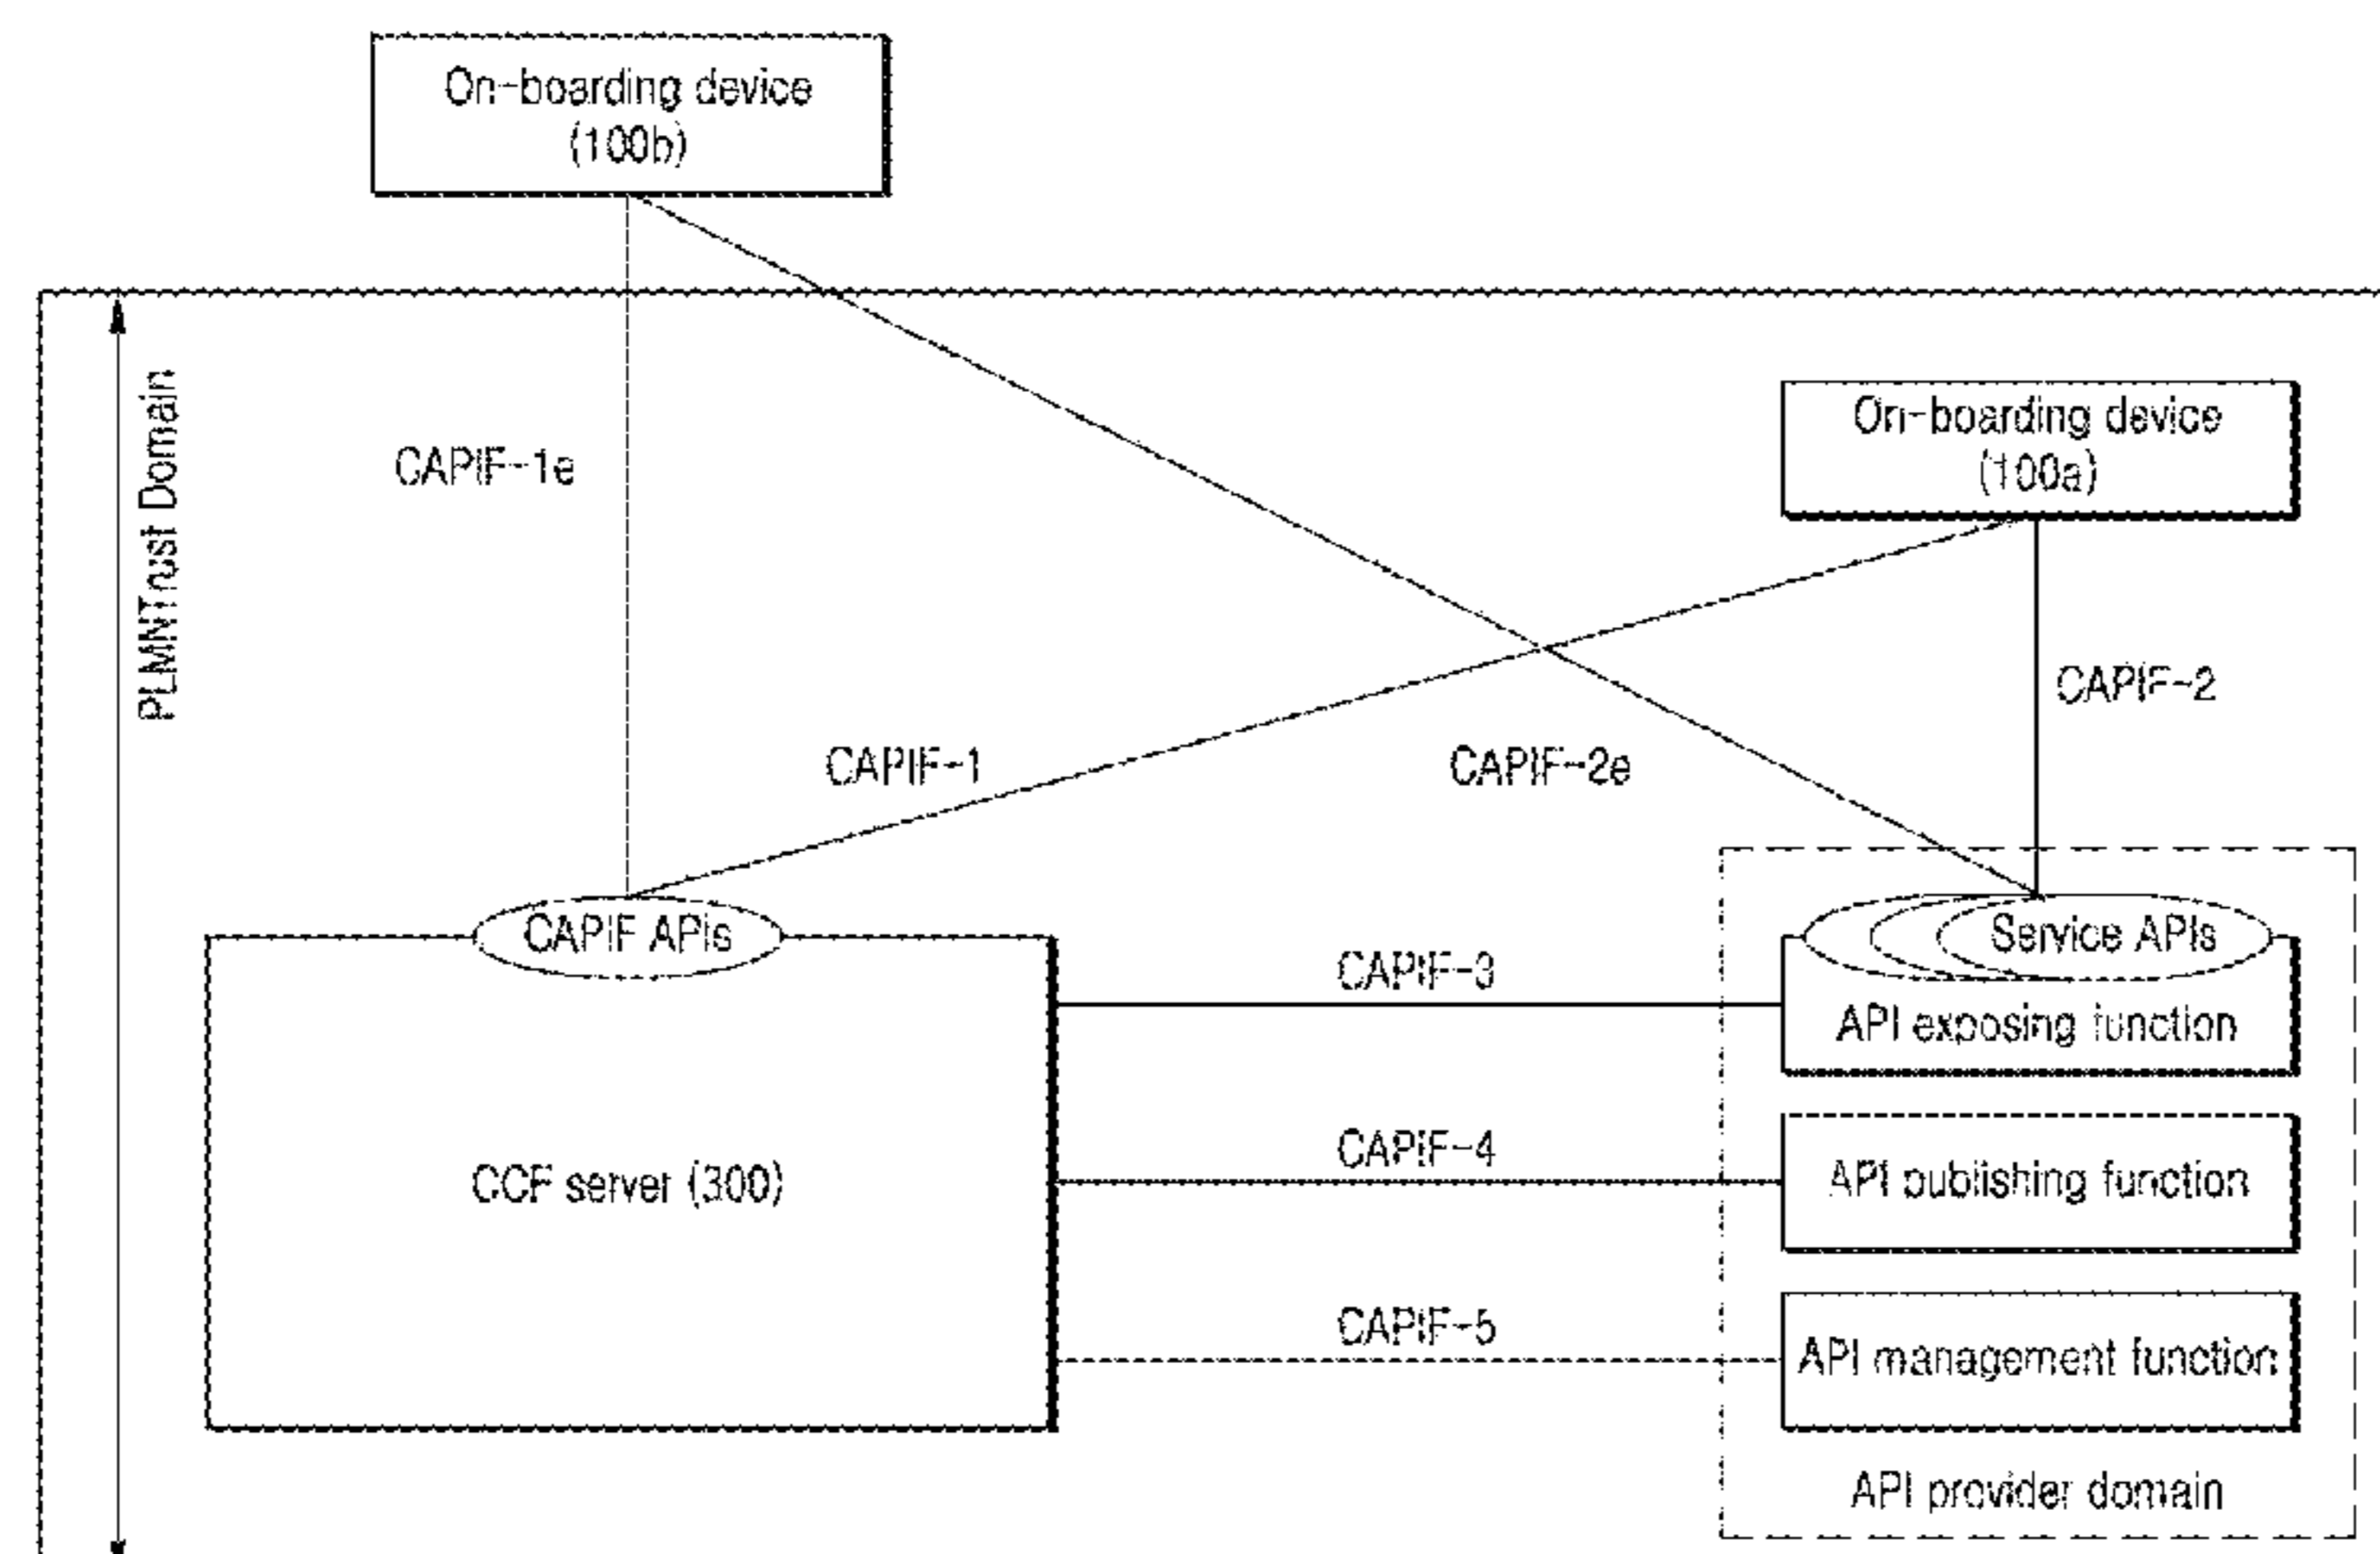 On-boarding device
(100b)
PLMNTrust Domain
On-boarding device
(100a)
CAPIF-1e
CAPIF-2
CAPIF-1
CAPIF-2e
CAPIF APIs
Service APIs
CAPIF-3
API exposing function
CAPIF-4
CCF server (300)
API publishing function
CAPIF-5
API management function
API provider domain